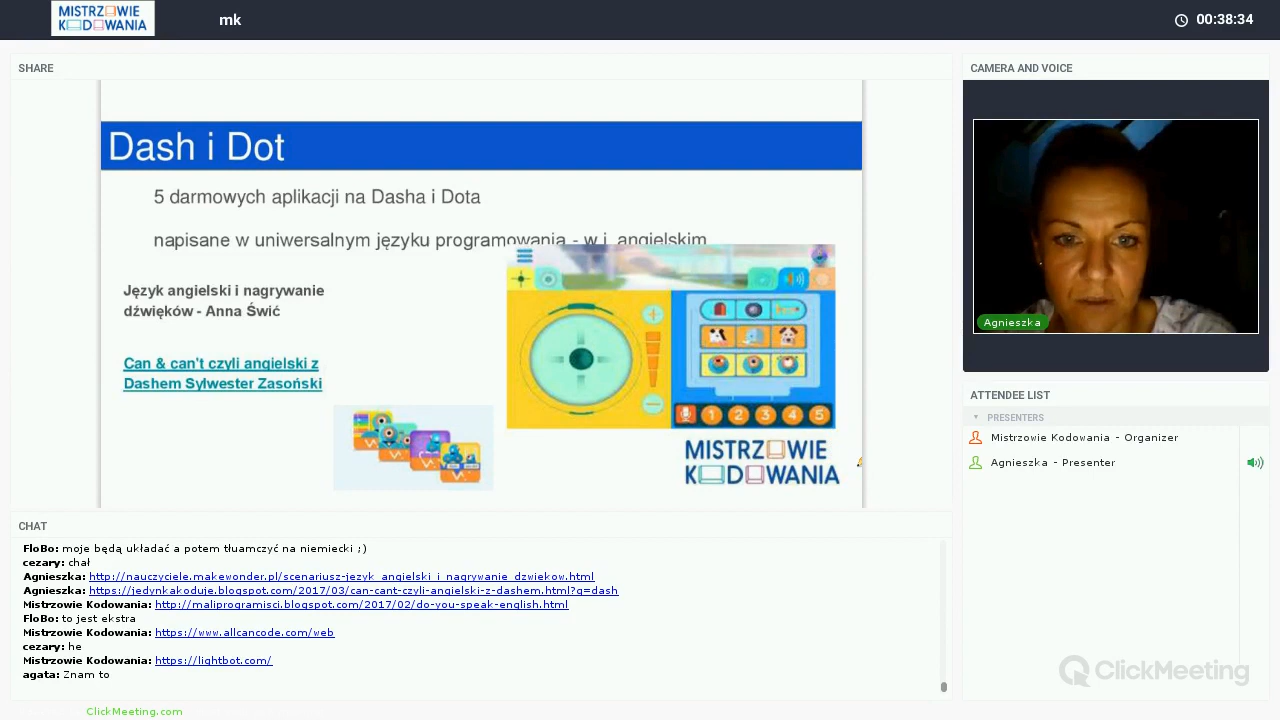 MISTRZOWIE
KODOWANIA
mk
00:38:34
SHARE
Dash i Dot
5 darmowych aplikacji na Dasha i Dota
napisane w uniwersalnym języku programowania - w j. angielskim
Język angielski i nagrywanie
dźwięków - Anna Świć
Can & can't czyli angielski z
Dashem Sylwester Zasoński
1 2 3 4 5
MISTRZOWIE
KODOWANIA
CAMERA AND VOICE
Agnieszka
ATTENDEE LIST
PRESENTERS
Mistrzowie Kodowania - Organizer
Agnieszka - Presenter
CHAT
FloBo: moje będą układać a potem tłuamczyć na niemiecki ;)
cezary: chał
Agnieszka: http://nauczyciele.makewonder.pl/scenariusz-jezyk_angielski_i_nagrywanie_dzwiekow.html
Agnieszka: https://jedynkakoduje.blogspot.com/2017/03/can-cant-czyli-angielski-z-dashem.html?q=dash
Mistrzowie Kodowania: http://maliprogramisci.blogspot.com/2017/02/do-you-speak-english.html
FloBo: to jest ekstra
Mistrzowie Kodowania: https://www.allcancode.com/web
cezary: he
Mistrzowie Kodowania: https://lightbot.com/
agata: Znam to
ClickMeeting
ClickMeeting.com